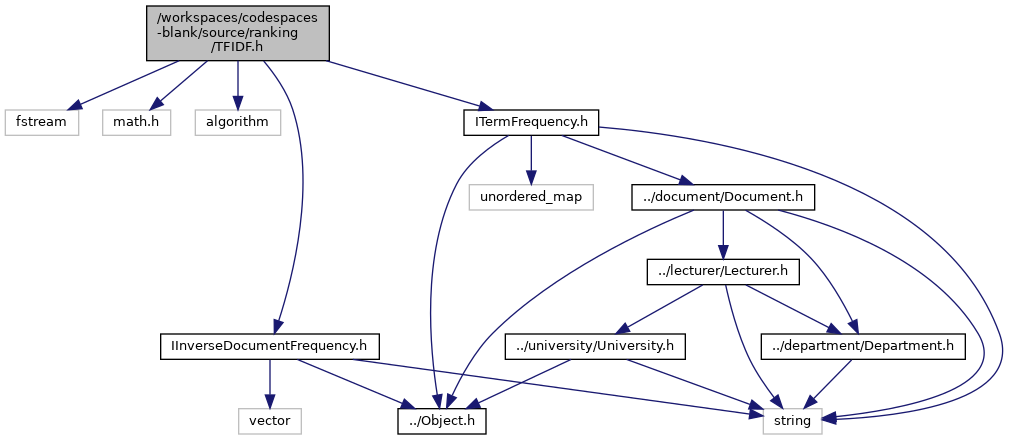 /workspaces/codespaces
-blank/source/ranking
/TFIDF.h
fstream
math.h
algorithm
ITermFrequency.h
unordered_map
../document/Document.h
../lecturer/Lecturer.h
IInverseDocumentFrequency.h
../university/University.h
../department/Department.h
vector
../Object.h
string